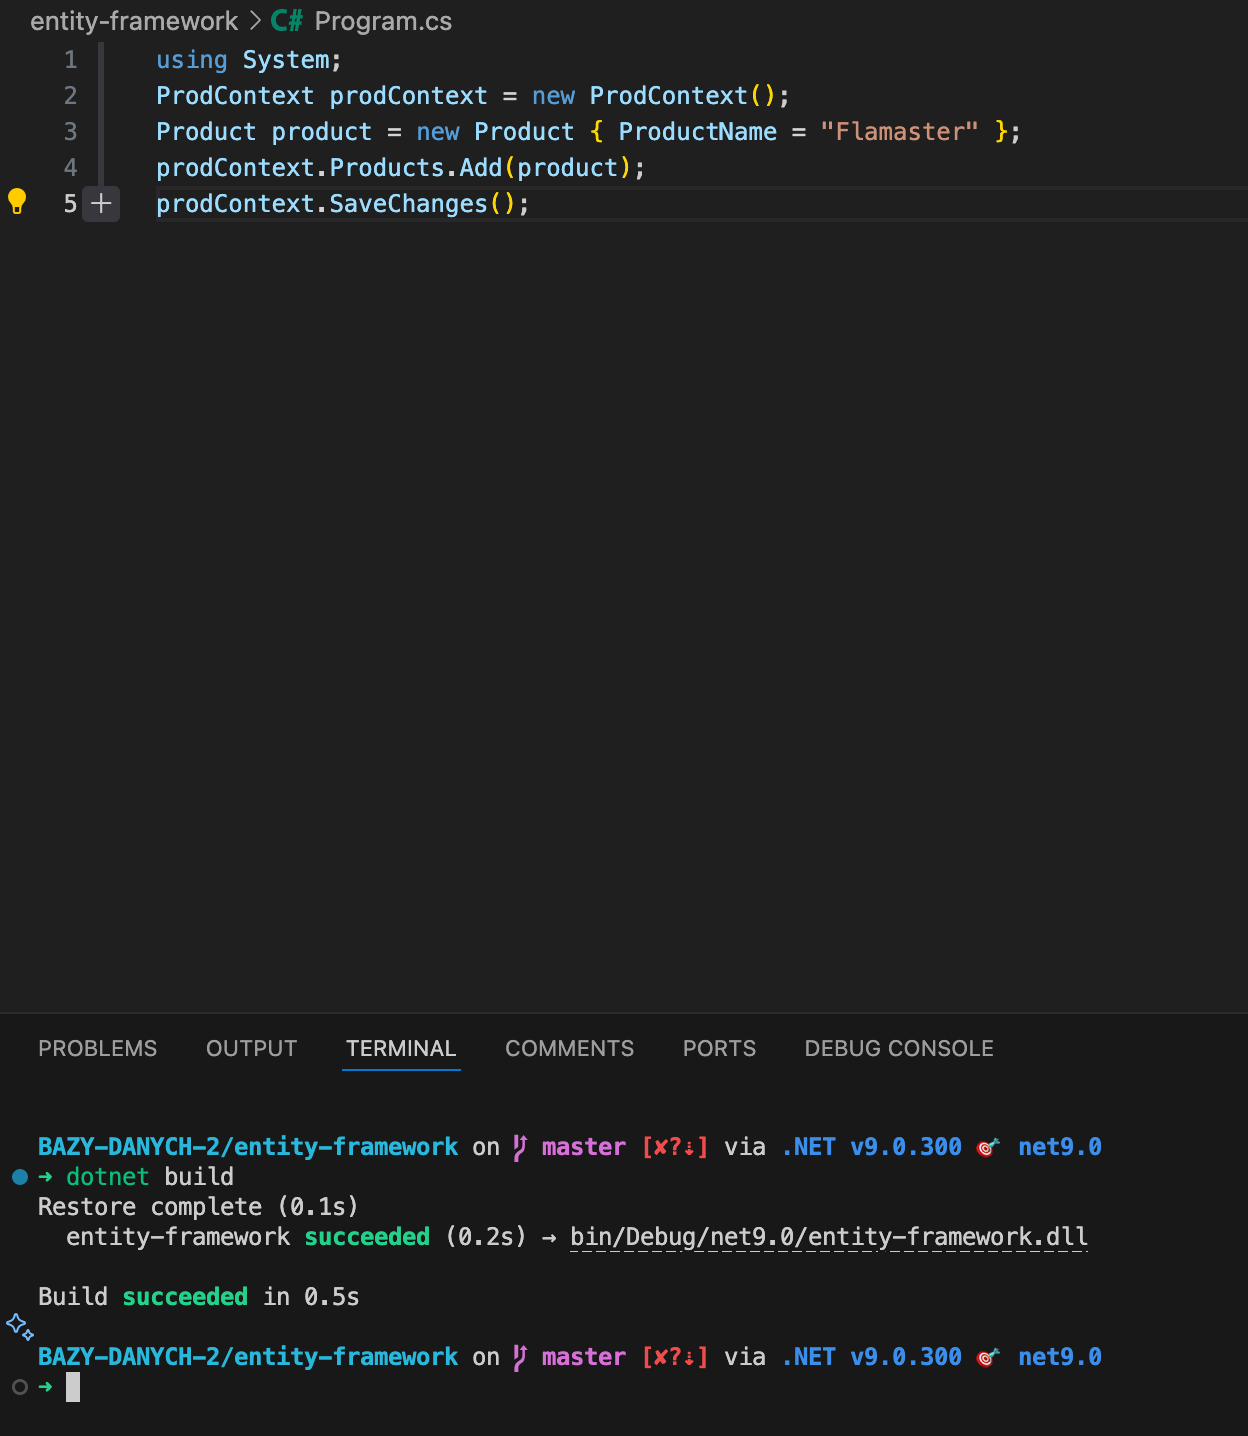 entity-framework > C# Program.cs
1 using System;
2 ProdContext prodContext = new ProdContext();
3 Product product = new Product { ProductName = "Flamaster" };
4 prodContext.Products.Add(product);
5 + prodContext.SaveChanges();
PROBLEMS OUTPUT TERMINAL COMMENTS PORTS DEBUG CONSOLE
BAZY-DANYCH-2/entity-framework on master [✘?⇣] via .NET v9.0.300 🎯 net9.0
➜ dotnet build
Restore complete (0.1s)
entity-framework succeeded (0.2s) → bin/Debug/net9.0/entity-framework.dll
Build succeeded in 0.5s
BAZY-DANYCH-2/entity-framework on master [✘?⇣] via .NET v9.0.300 🎯 net9.0
➜